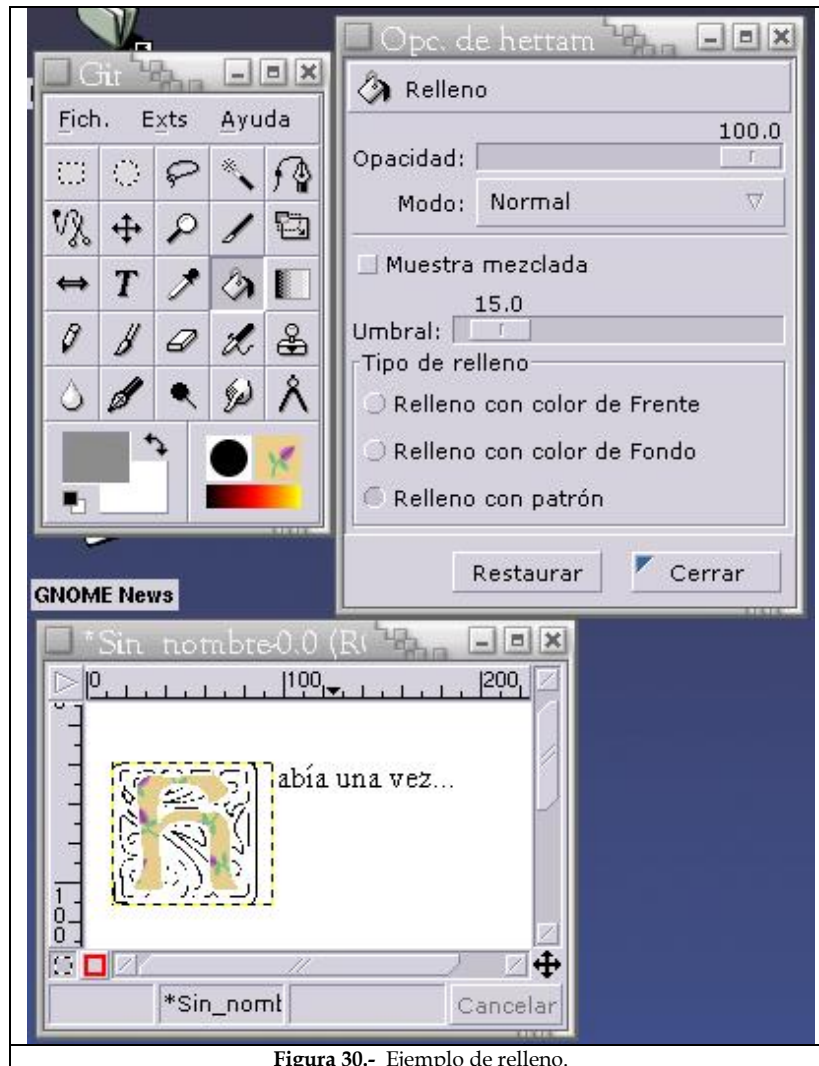 Gir
Fich. Exts Ayuda
Opc. de herram
Relleno
100.0
Opacidad:
Modo: Normal
Muestra mezclada
15.0
Umbral:
Tipo de relleno
Relleno con color de Frente
Relleno con color de Fondo
Relleno con patrón
Restaurar Cerrar
GNOME News
*Sin_nombre-0.0 (R
0 100 200
0
abía una vez...
100
*Sin_nomb
Cancelar
Figura 30.- Ejemplo de relleno.